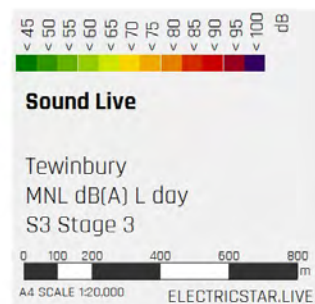 < 45 < 50 < 55 < 60 < 65 < 70 < 75 < 80 < 85 < 90 < 95 < 100 dB
Sound Live
Tewinbury
MNL dB(A) L day
S3 Stage 3
0 100 200 400 600 800
m
A4 SCALE 1:20.000 ELECTRICSTAR.LIVE